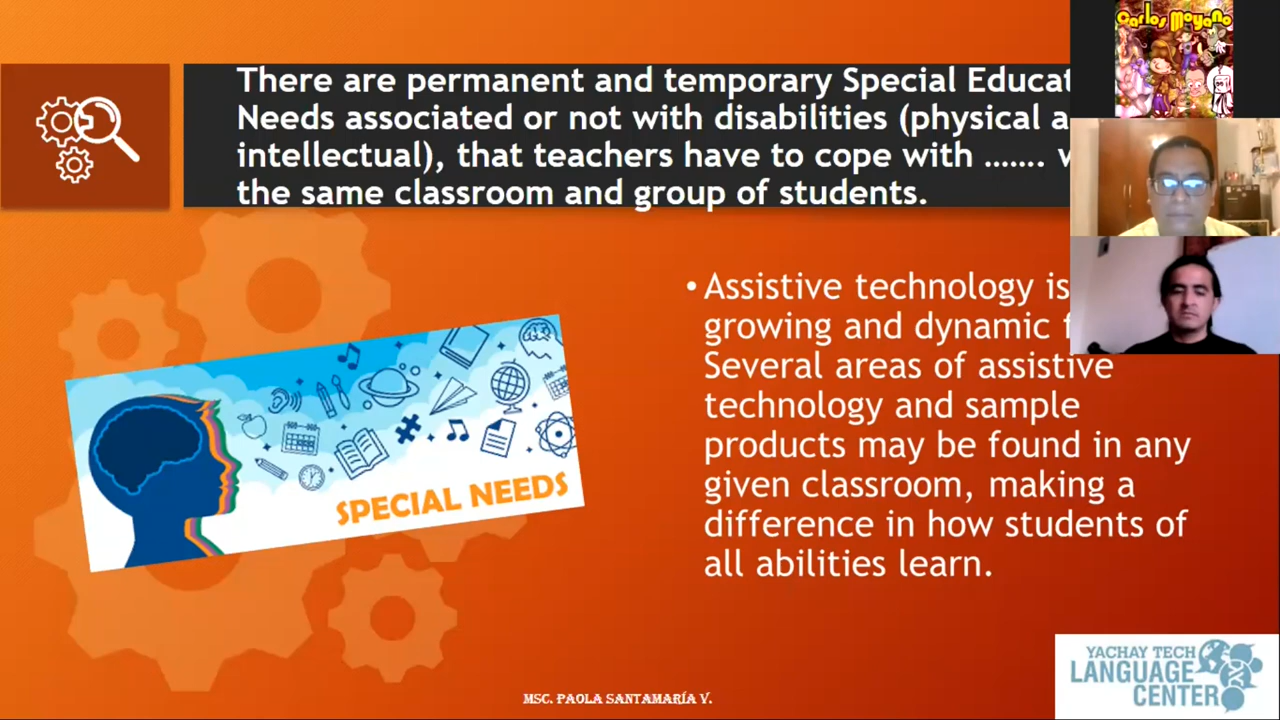 There are permanent and temporary Special Educat
Needs associated or not with disabilities (physical a
intellectual), that teachers have to cope with .......
the same classroom and group of students.
• Assistive technology is
growing and dynamic
Several areas of assistive
technology and sample
products may be found in any
given classroom, making a
difference in how students of
all abilities learn.
SPECIAL NEEDS
Carlos Moyano
YACHAY TECH
LANGUAGE
CENTER
MSC. PAOLA SANTAMARÍA V.